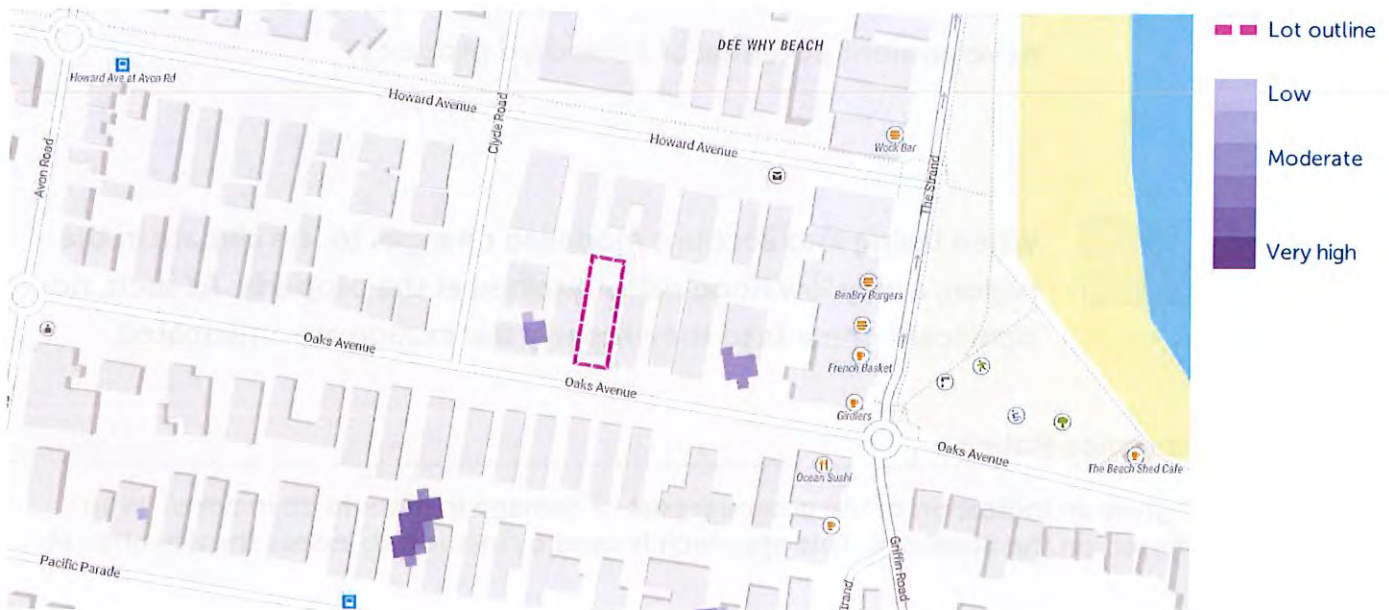 DEE WHY BEACH
Howard Ave at Avon Rd
Howard Avenue
Clyde Road
Howard Avenue
Wock Bar
Avon Road
The Strand
BenBry Burgers
Oaks Avenue
French Basket
Oaks Avenue
Girdlers
Oaks Avenue
The Beach Shed Cafe
Ocean Sushi
Griffin Road
Pacific Parade
Lot outline
Low
Moderate
Very high